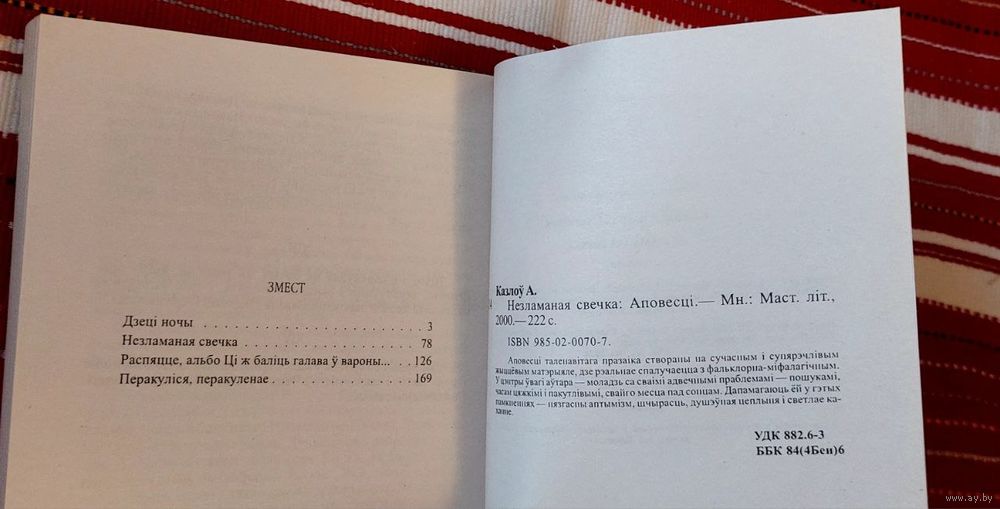 ЗМЕСТ
Дзеці ночы . . . . . . . . . . . . . . . . . . . . . 3
Незламаная свечка . . . . . . . . . . . . . . . . 78
Распяцце, альбо Ці ж баліць галава ў вароны... . . 126
Перакуліся, перакуленае . . . . . . . . . . . . . 169
Казлоў А.
Незламаная свечка: Аповесці.— Мн.: Маст. літ.,
2000.—222 с.
ISBN 985-02-0070-7.
Аповесці таленавітага празаіка створаны на сучасным і супярэчлівым
жыццёвым матэрыяле, дзе рэальнае спалучаецца з фальклорна-міфалагічным.
У цэнтры ўвагі аўтара — моладзь са сваімі адвечнымі праблемамі — пошукамі,
часам цяжкімі і пакутлівымі, свайго месца пад сонцам. Дапамагаюць ёй у гэтых
памкненнях — нязгасны аптымізм, шчырасць, душэўная цеплыня і светлае ка-
ханне.
УДК 882.6-3
ББК 84(4Беи)6
www.ay.by